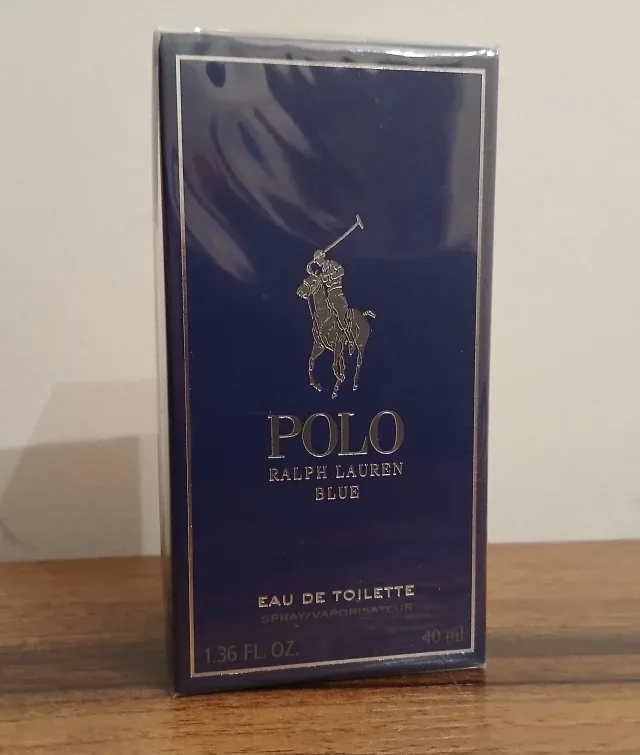 POLO
RALPH LAUREN
BLUE
EAU DE TOILETTE
SPRAY/VAPORISATEUR
1.36 FL. OZ. 40 ml